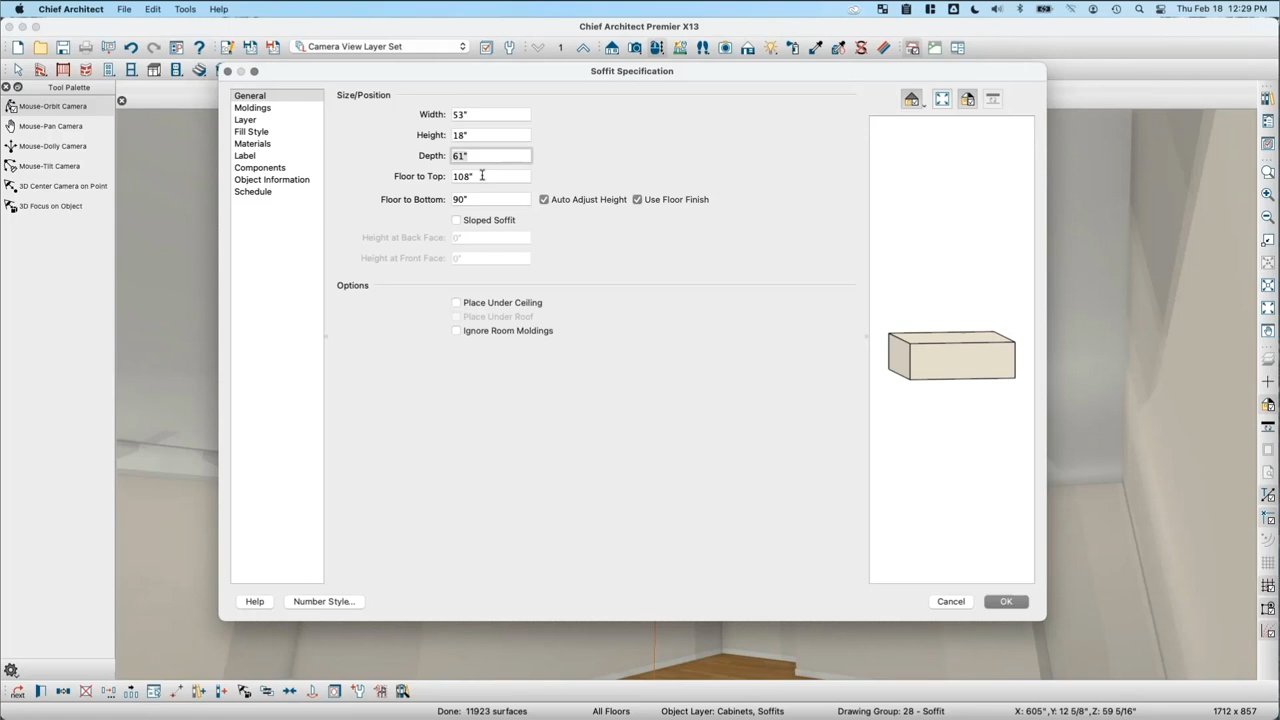 Chief Architect File Edit Tools Help Thu Feb 18 12:29 PM
Chief Architect Premier X13
Camera View Layer Set 1
Soffit Specification
Tool Palette
Mouse-Orbit Camera
Mouse-Pan Camera
Mouse-Dolly Camera
Mouse-Tilt Camera
3D Center Camera on Point
3D Focus on Object
General
Moldings
Layer
Fill Style
Materials
Label
Components
Object Information
Schedule
Size/Position
Width: 53"
Height: 18"
Depth: 61"
Floor to Top: 108"
Floor to Bottom: 90" Auto Adjust Height Use Floor Finish
Sloped Soffit
Height at Back Face: 0"
Height at Front Face: 0"
Options
Place Under Ceiling
Place Under Roof
Ignore Room Moldings
Help Number Style... Cancel OK
next
Done: 11923 surfaces All Floors Object Layer: Cabinets, Soffits Drawing Group: 28 - Soffit X: 605", Y: 12 5/8", Z: 59 5/16" 1712 x 857